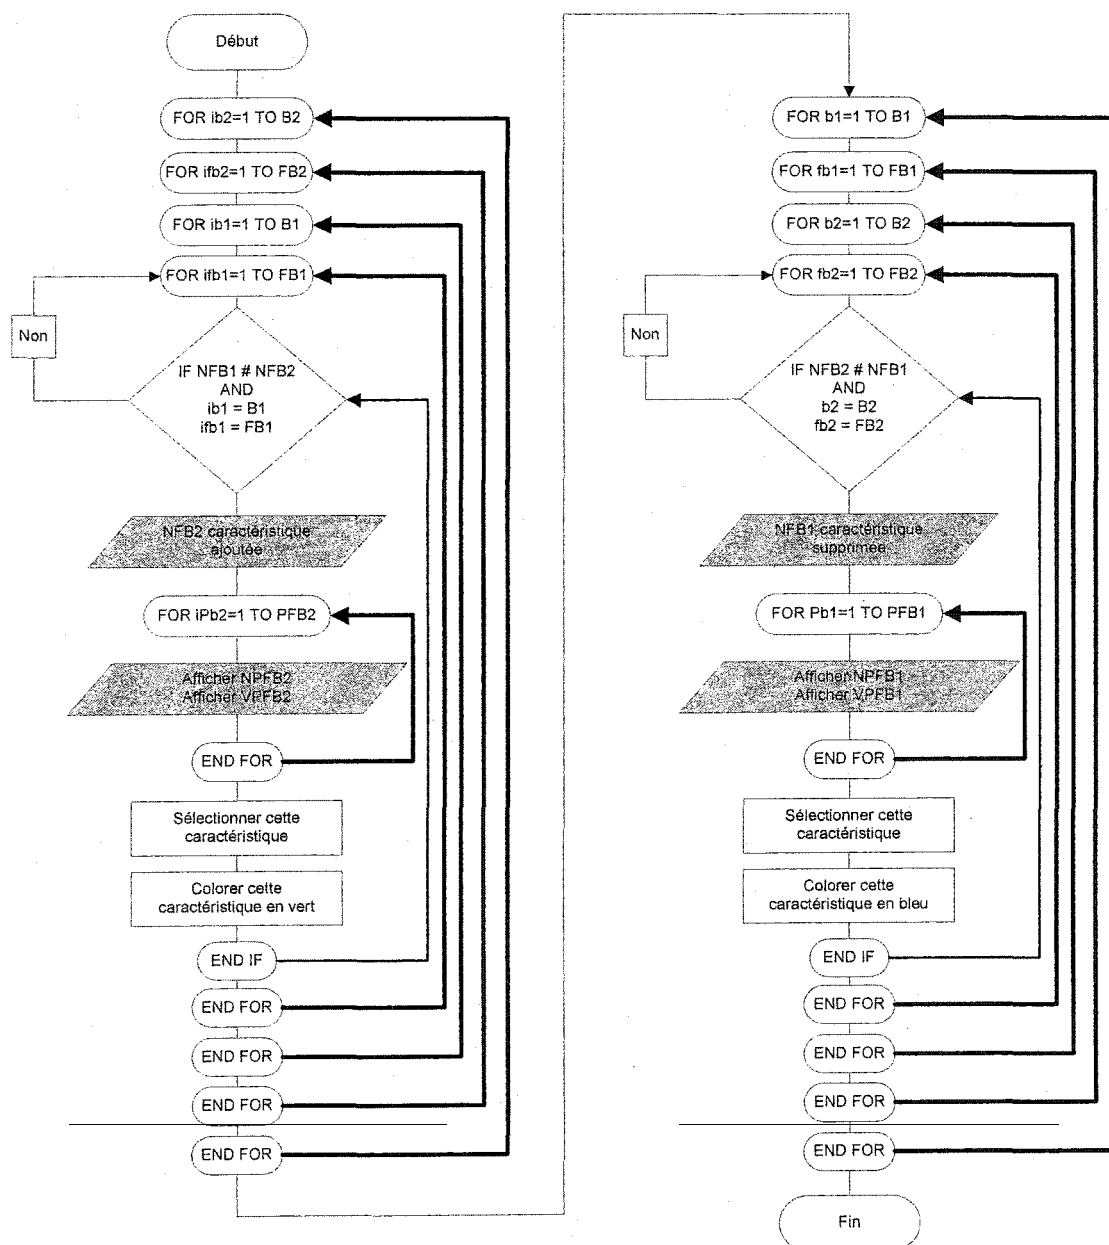 Début
FOR ib2=1 TO B2
FOR ifb2=1 TO FB2
FOR ib1=1 TO B1
FOR ifb1=1 TO FB1
Non
IF NFB1 # NFB2
AND
ib1 = B1
ifb1 = FB1
NFB2 caractéristique
ajoutée
FOR iPb2=1 TO PFB2
Afficher NPFB2
Afficher VPFB2
END FOR
Sélectionner cette
caractéristique
Colorer cette
caractéristique en vert
END IF
END FOR
END FOR
END FOR
END FOR
FOR b1=1 TO B1
FOR fb1=1 TO FB1
FOR b2=1 TO B2
FOR fb2=1 TO FB2
Non
IF NFB2 # NFB1
AND
b2 = B2
fb2 = FB2
NFB1 caractéristique
supprimée
FOR Pb1=1 TO PFB1
Afficher NPFB1
Afficher VPFB1
END FOR
Sélectionner cette
caractéristique
Colorer cette
caractéristique en bleu
END IF
END FOR
END FOR
END FOR
END FOR
Fin